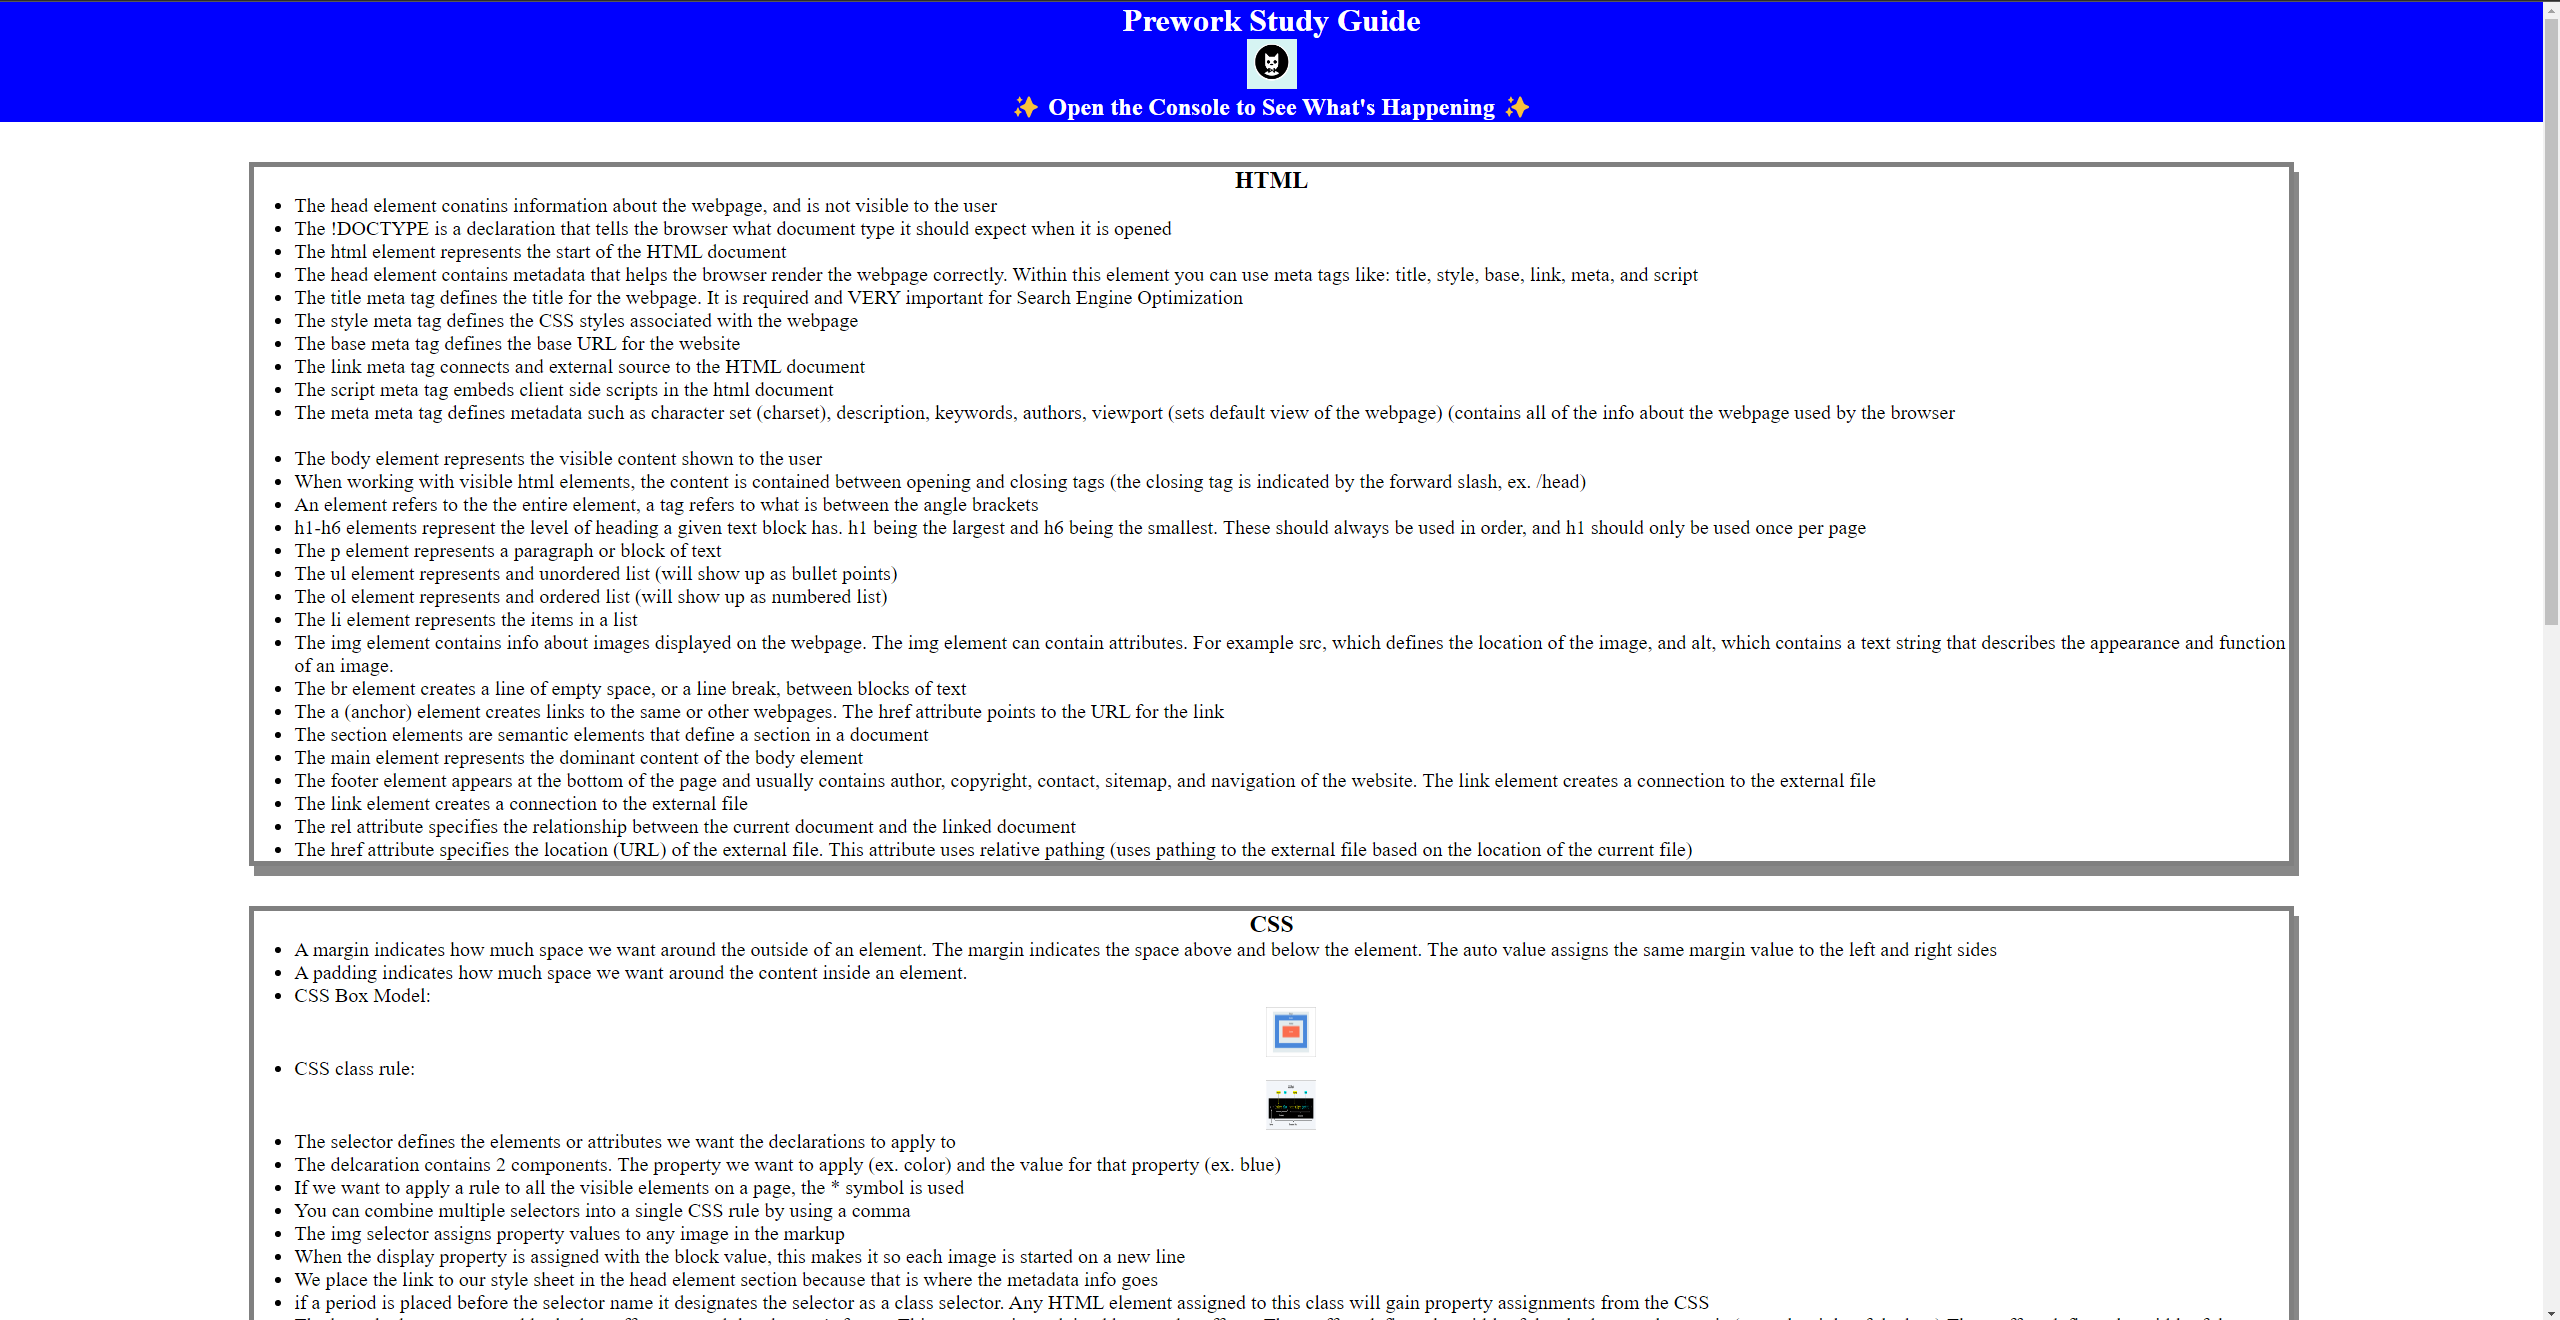 Prework Study Guide
✨ Open the Console to See What's Happening ✨
HTML
The head element conatins information about the webpage, and is not visible to the user
The !DOCTYPE is a declaration that tells the browser what document type it should expect when it is opened
The html element represents the start of the HTML document
The head element contains metadata that helps the browser render the webpage correctly. Within this element you can use meta tags like: title, style, base, link, meta, and script
The title meta tag defines the title for the webpage. It is required and VERY important for Search Engine Optimization
The style meta tag defines the CSS styles associated with the webpage
The base meta tag defines the base URL for the website
The link meta tag connects and external source to the HTML document
The script meta tag embeds client side scripts in the html document
The meta meta tag defines metadata such as character set (charset), description, keywords, authors, viewport (sets default view of the webpage) (contains all of the info about the webpage used by the browser
The body element represents the visible content shown to the user
When working with visible html elements, the content is contained between opening and closing tags (the closing tag is indicated by the forward slash, ex. /head)
An element refers to the the entire element, a tag refers to what is between the angle brackets
h1-h6 elements represent the level of heading a given text block has. h1 being the largest and h6 being the smallest. These should always be used in order, and h1 should only be used once per page
The p element represents a paragraph or block of text
The ul element represents and unordered list (will show up as bullet points)
The ol element represents and ordered list (will show up as numbered list)
The li element represents the items in a list
The img element contains info about images displayed on the webpage. The img element can contain attributes. For example src, which defines the location of the image, and alt, which contains a text string that describes the appearance and function
of an image.
The br element creates a line of empty space, or a line break, between blocks of text
The a (anchor) element creates links to the same or other webpages. The href attribute points to the URL for the link
The section elements are semantic elements that define a section in a document
The main element represents the dominant content of the body element
The footer element appears at the bottom of the page and usually contains author, copyright, contact, sitemap, and navigation of the website. The link element creates a connection to the external file
The link element creates a connection to the external file
The rel attribute specifies the relationship between the current document and the linked document
The href attribute specifies the location (URL) of the external file. This attribute uses relative pathing (uses pathing to the external file based on the location of the current file)
CSS
A margin indicates how much space we want around the outside of an element. The margin indicates the space above and below the element. The auto value assigns the same margin value to the left and right sides
A padding indicates how much space we want around the content inside an element.
CSS Box Model:
CSS class rule:
The selector defines the elements or attributes we want the declarations to apply to
The delcaration contains 2 components. The property we want to apply (ex. color) and the value for that property (ex. blue)
If we want to apply a rule to all the visible elements on a page, the * symbol is used
You can combine multiple selectors into a single CSS rule by using a comma
The img selector assigns property values to any image in the markup
When the display property is assigned with the block value, this makes it so each image is started on a new line
We place the link to our style sheet in the head element section because that is where the metadata info goes
if a period is placed before the selector name it designates the selector as a class selector. Any HTML element assigned to this class will gain property assignments from the CSS